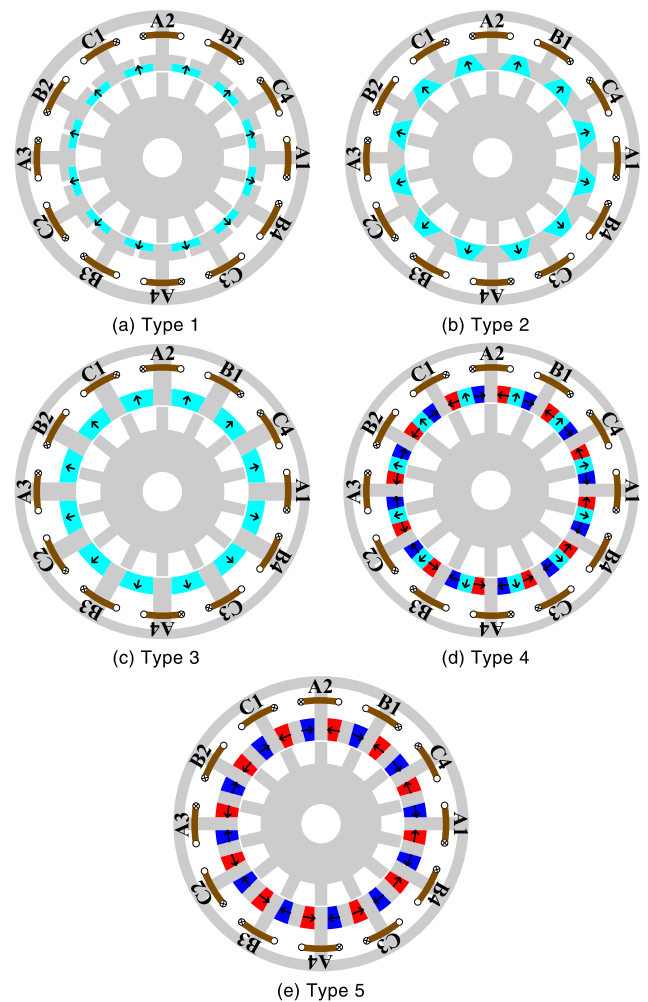 A2
C1
B1
B2
C4
A3
A1
C2
B4
B3
C3
A4
(a) Type 1
A2
C1
B1
B2
C4
A3
A1
C2
B4
B3
C3
A4
(b) Type 2
A2
C1
B1
B2
C4
A3
A1
C2
B4
B3
C3
A4
(c) Type 3
A2
C1
B1
B2
C4
A3
A1
C2
B4
B3
C3
A4
(d) Type 4
A2
C1
B1
B2
C4
A3
A1
C2
B4
B3
C3
A4
(e) Type 5